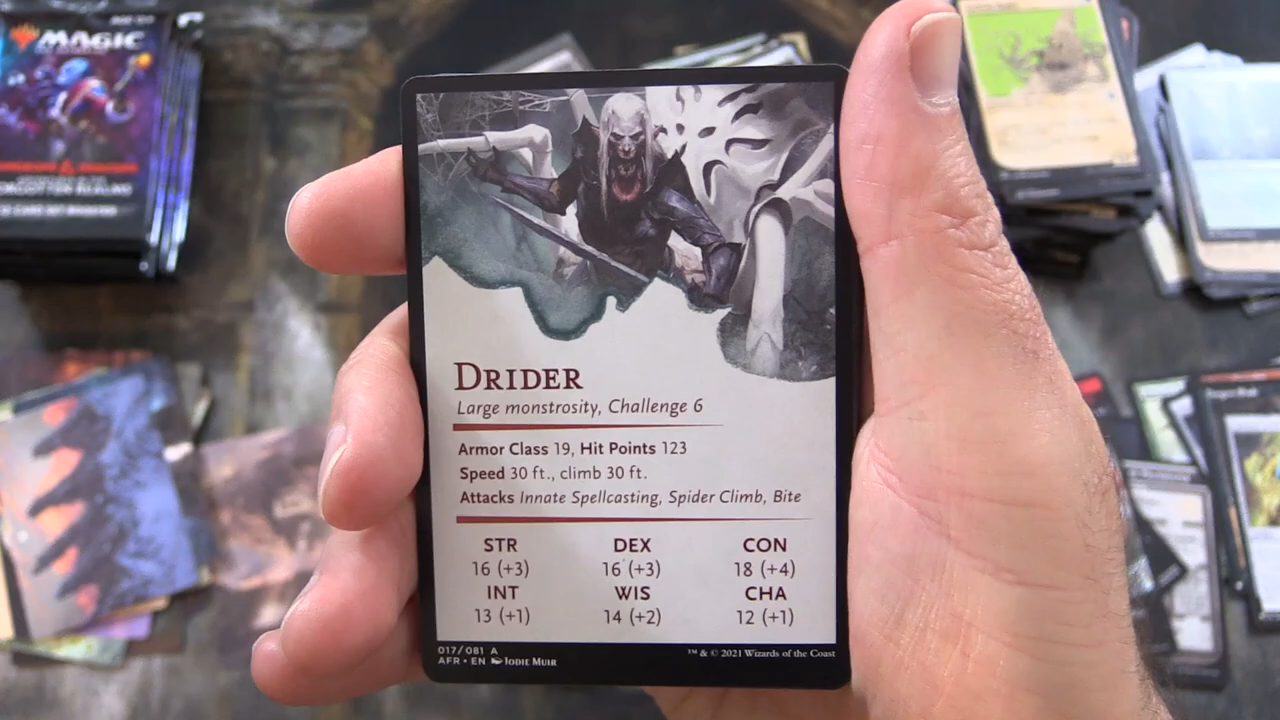 MAGIC
DRIDER
Large monstrosity, Challenge 6
Armor Class 19, Hit Points 123
Speed 30 ft., climb 30 ft.
Attacks Innate Spellcasting, Spider Climb, Bite
STR DEX CON
16 (+3) 16 (+3) 18 (+4)
INT WIS CHA
13 (+1) 14 (+2) 12 (+1)
017/081 A
AFR • EN JODIE MUIR
™ & © 2021 Wizards of the Coast